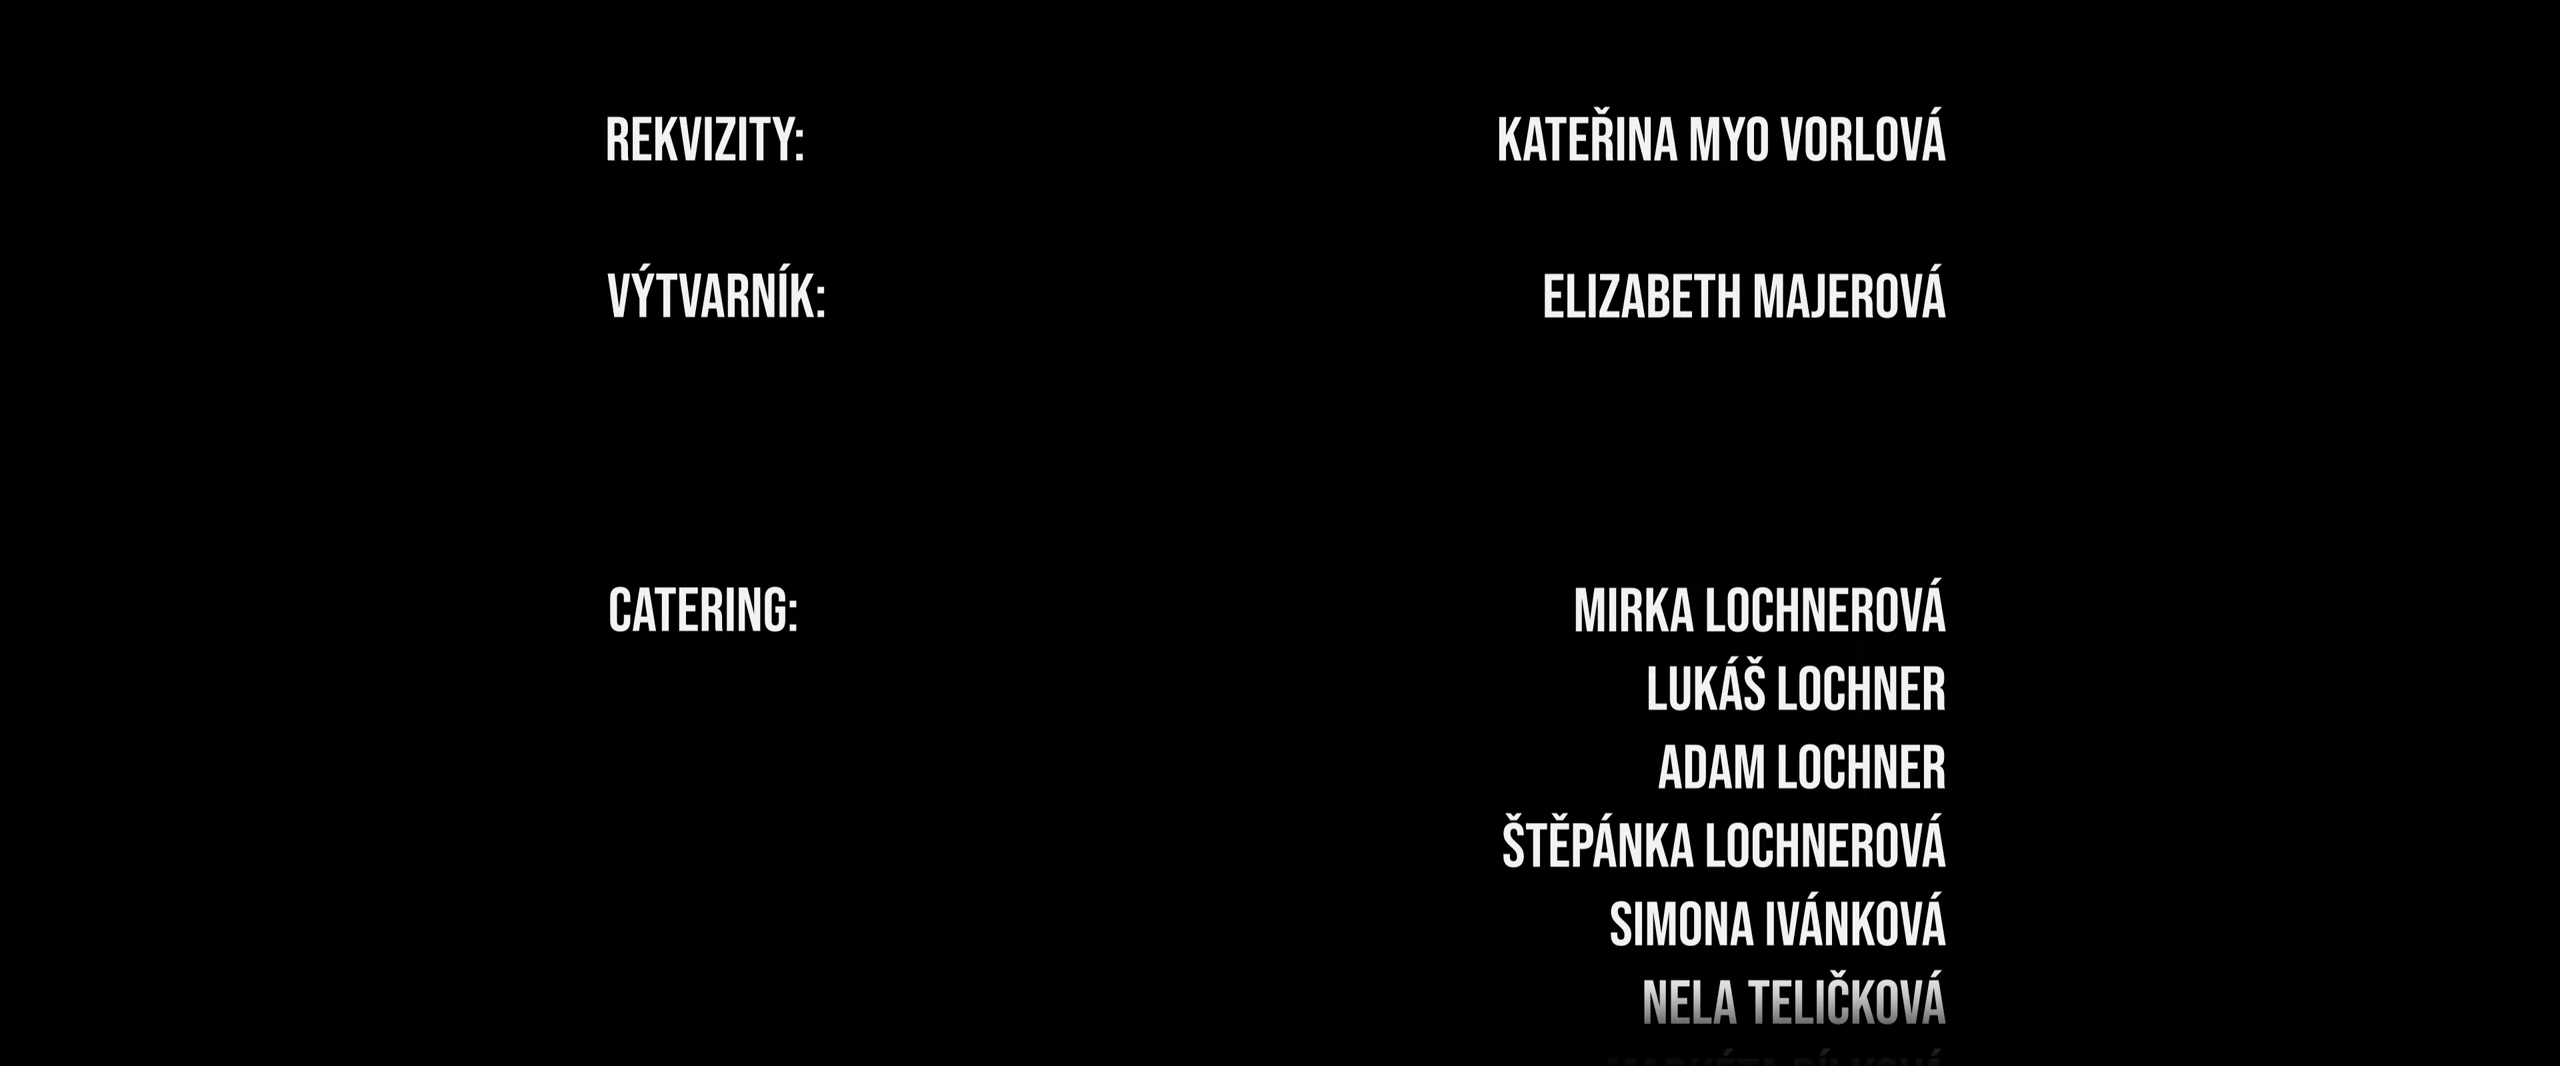 REKVIZITY: KATEŘINA MYO VORLOVÁ
VÝTVARNÍK: ELIZABETH MAJEROVÁ
CATERING: MIRKA LOCHNEROVÁ
LUKÁŠ LOCHNER
ADAM LOCHNER
ŠTĚPÁNKA LOCHNEROVÁ
SIMONA IVÁNKOVÁ
NELA TELIČKOVÁ